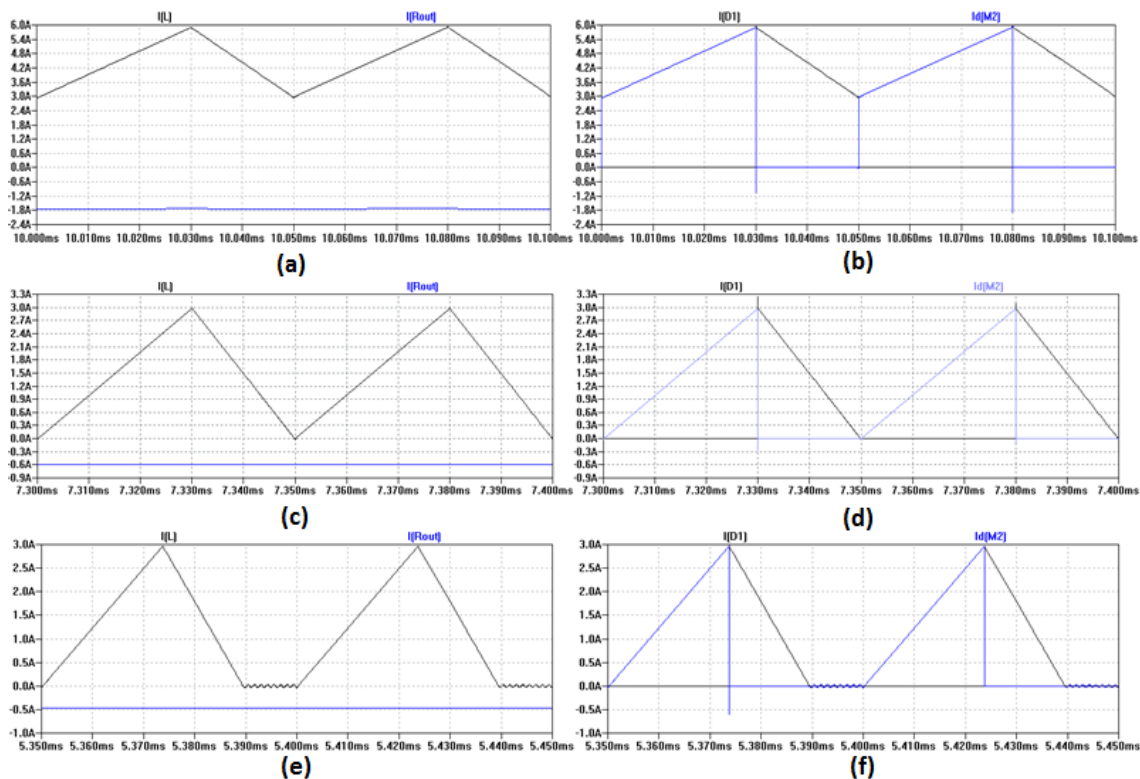 I(L) I(Rout)
6.0A
5.4A
4.8A
4.2A
3.6A
3.0A
2.4A
1.8A
1.2A
0.6A
0.0A
-0.6A
-1.2A
-1.8A
-2.4A
10.000ms 10.010ms 10.020ms 10.030ms 10.040ms 10.050ms 10.060ms 10.070ms 10.080ms 10.090ms 10.100ms
(a)
I(D1) Id(M2)
6.0A
5.4A
4.8A
4.2A
3.6A
3.0A
2.4A
1.8A
1.2A
0.6A
0.0A
-0.6A
-1.2A
-1.8A
-2.4A
10.000ms 10.010ms 10.020ms 10.030ms 10.040ms 10.050ms 10.060ms 10.070ms 10.080ms 10.090ms 10.100ms
(b)
I(L) I(Rout)
3.3A
3.0A
2.7A
2.4A
2.1A
1.8A
1.5A
1.2A
0.9A
0.6A
0.3A
0.0A
-0.3A
-0.6A
-0.9A
7.300ms 7.310ms 7.320ms 7.330ms 7.340ms 7.350ms 7.360ms 7.370ms 7.380ms 7.390ms 7.400ms
(c)
I(D1) Id(M2)
3.3A
3.0A
2.7A
2.4A
2.1A
1.8A
1.5A
1.2A
0.9A
0.6A
0.3A
0.0A
-0.3A
-0.6A
-0.9A
7.300ms 7.310ms 7.320ms 7.330ms 7.340ms 7.350ms 7.360ms 7.370ms 7.380ms 7.390ms 7.400ms
(d)
I(L) I(Rout)
3.0A
2.5A
2.0A
1.5A
1.0A
0.5A
0.0A
-0.5A
-1.0A
5.350ms 5.360ms 5.370ms 5.380ms 5.390ms 5.400ms 5.410ms 5.420ms 5.430ms 5.440ms 5.450ms
(e)
I(D1) Id(M2)
3.0A
2.5A
2.0A
1.5A
1.0A
0.5A
0.0A
-0.5A
-1.0A
5.350ms 5.360ms 5.370ms 5.380ms 5.390ms 5.400ms 5.410ms 5.420ms 5.430ms 5.440ms 5.450ms
(f)